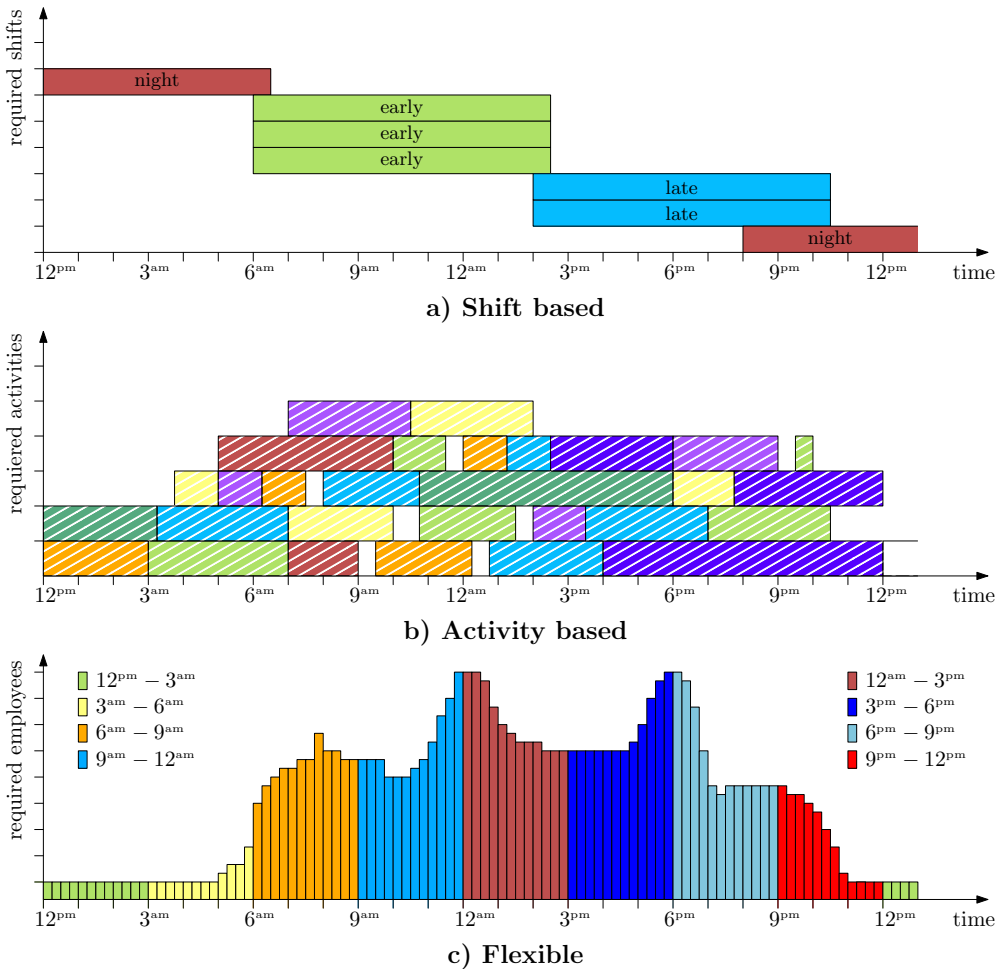 required shifts
night
early
early
early
late
late
night
12pm 3am 6am 9am 12am 3pm 6pm 9pm 12pm time
a) Shift based
requiered activities
12pm 3am 6am 9am 12am 3pm 6pm 9pm 12pm time
b) Activity based
required employees
12pm − 3am
3am − 6am
6am − 9am
9am − 12am
12am − 3pm
3pm − 6pm
6pm − 9pm
9pm − 12pm
12pm 3am 6am 9am 12am 3pm 6pm 9pm 12pm time
c) Flexible